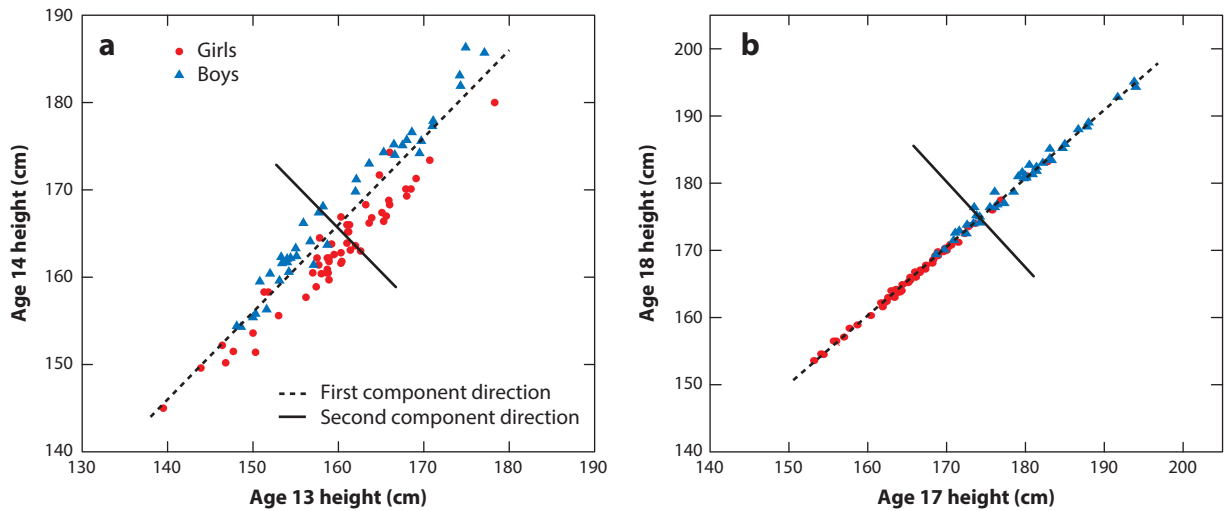 a
Girls
Boys
190
180
170
160
150
140
Age 14 height (cm)
First component direction
Second component direction
130
140
150
160
170
180
190
Age 13 height (cm)
b
200
190
180
170
160
150
140
Age 18 height (cm)
140
150
160
170
180
190
200
Age 17 height (cm)